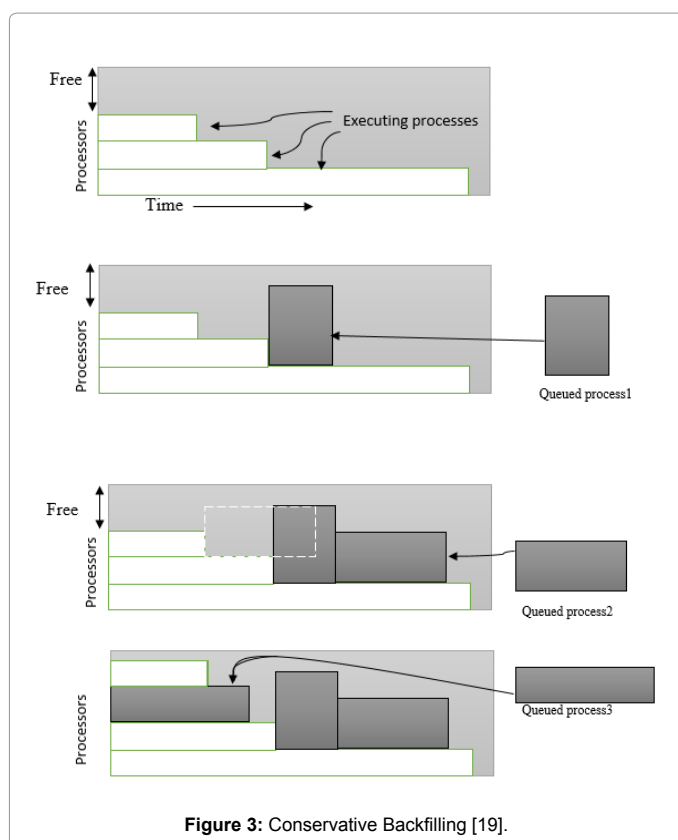 Free
Executing processes
Processors
Time
Free
Processors
Queued process1
Free
Processors
Queued process2
Processors
Queued process3
Figure 3: Conservative Backfilling [19].